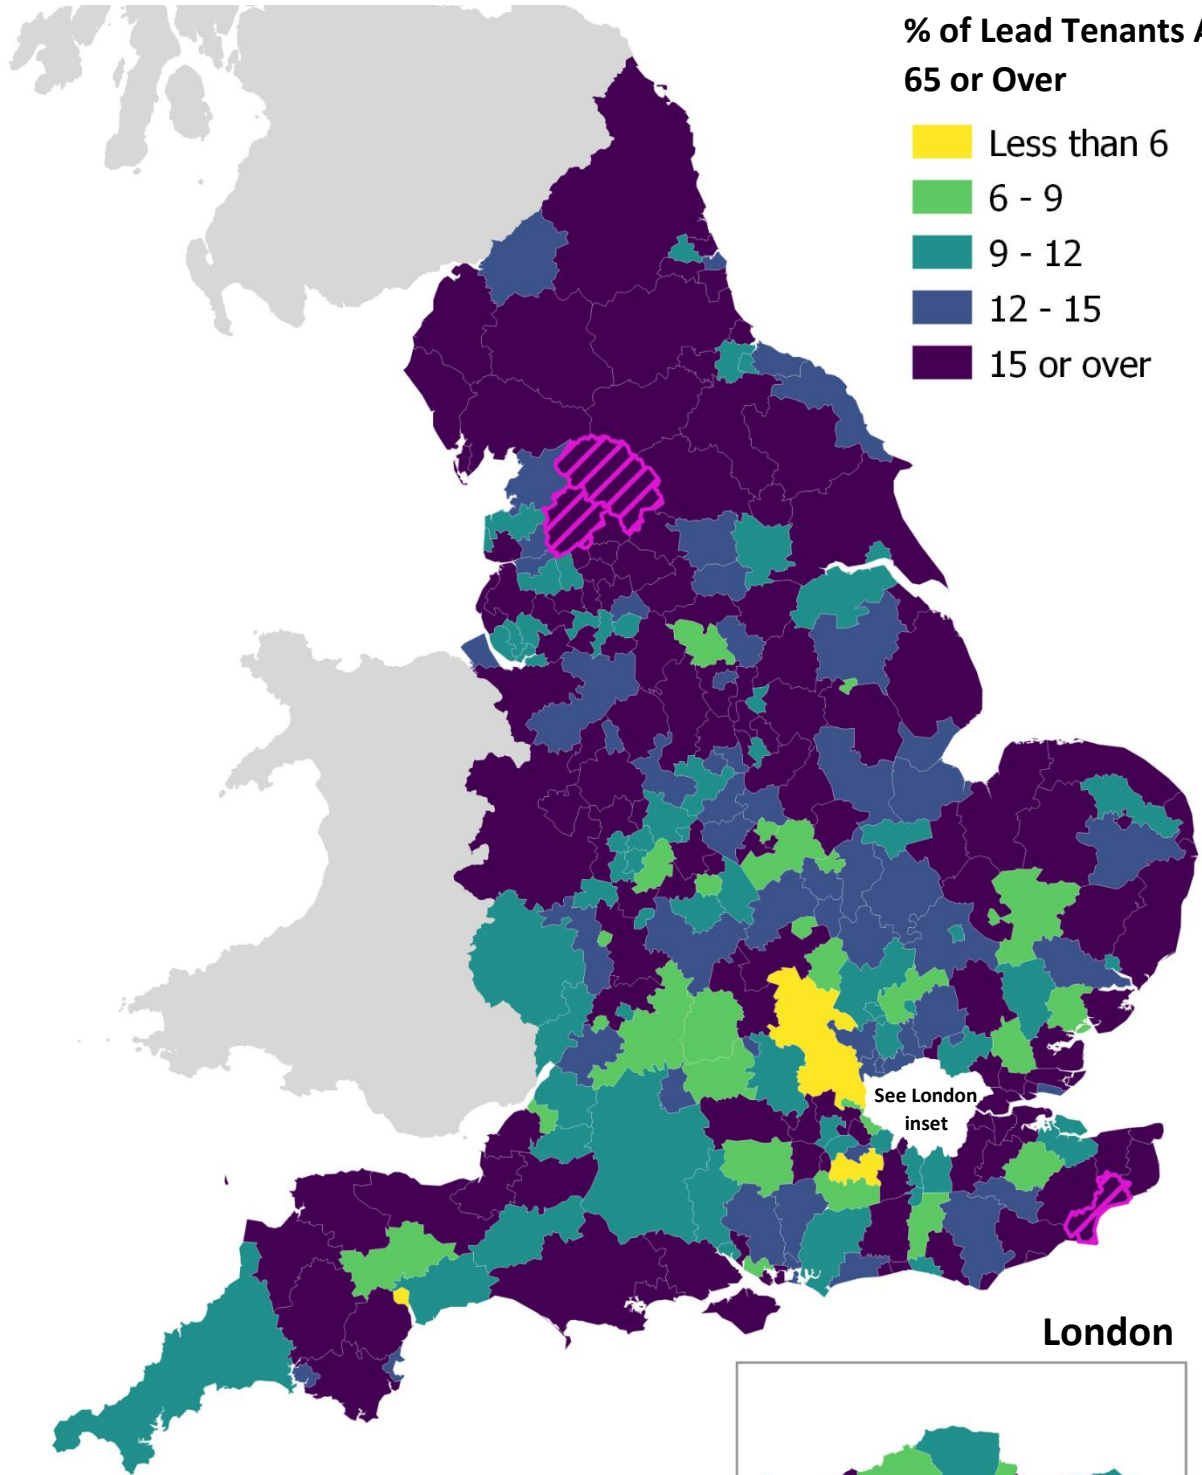 % of Lead Tenants
65 or Over
Less than 6
6 - 9
9 - 12
12 - 15
15 or over
See London
inset
London